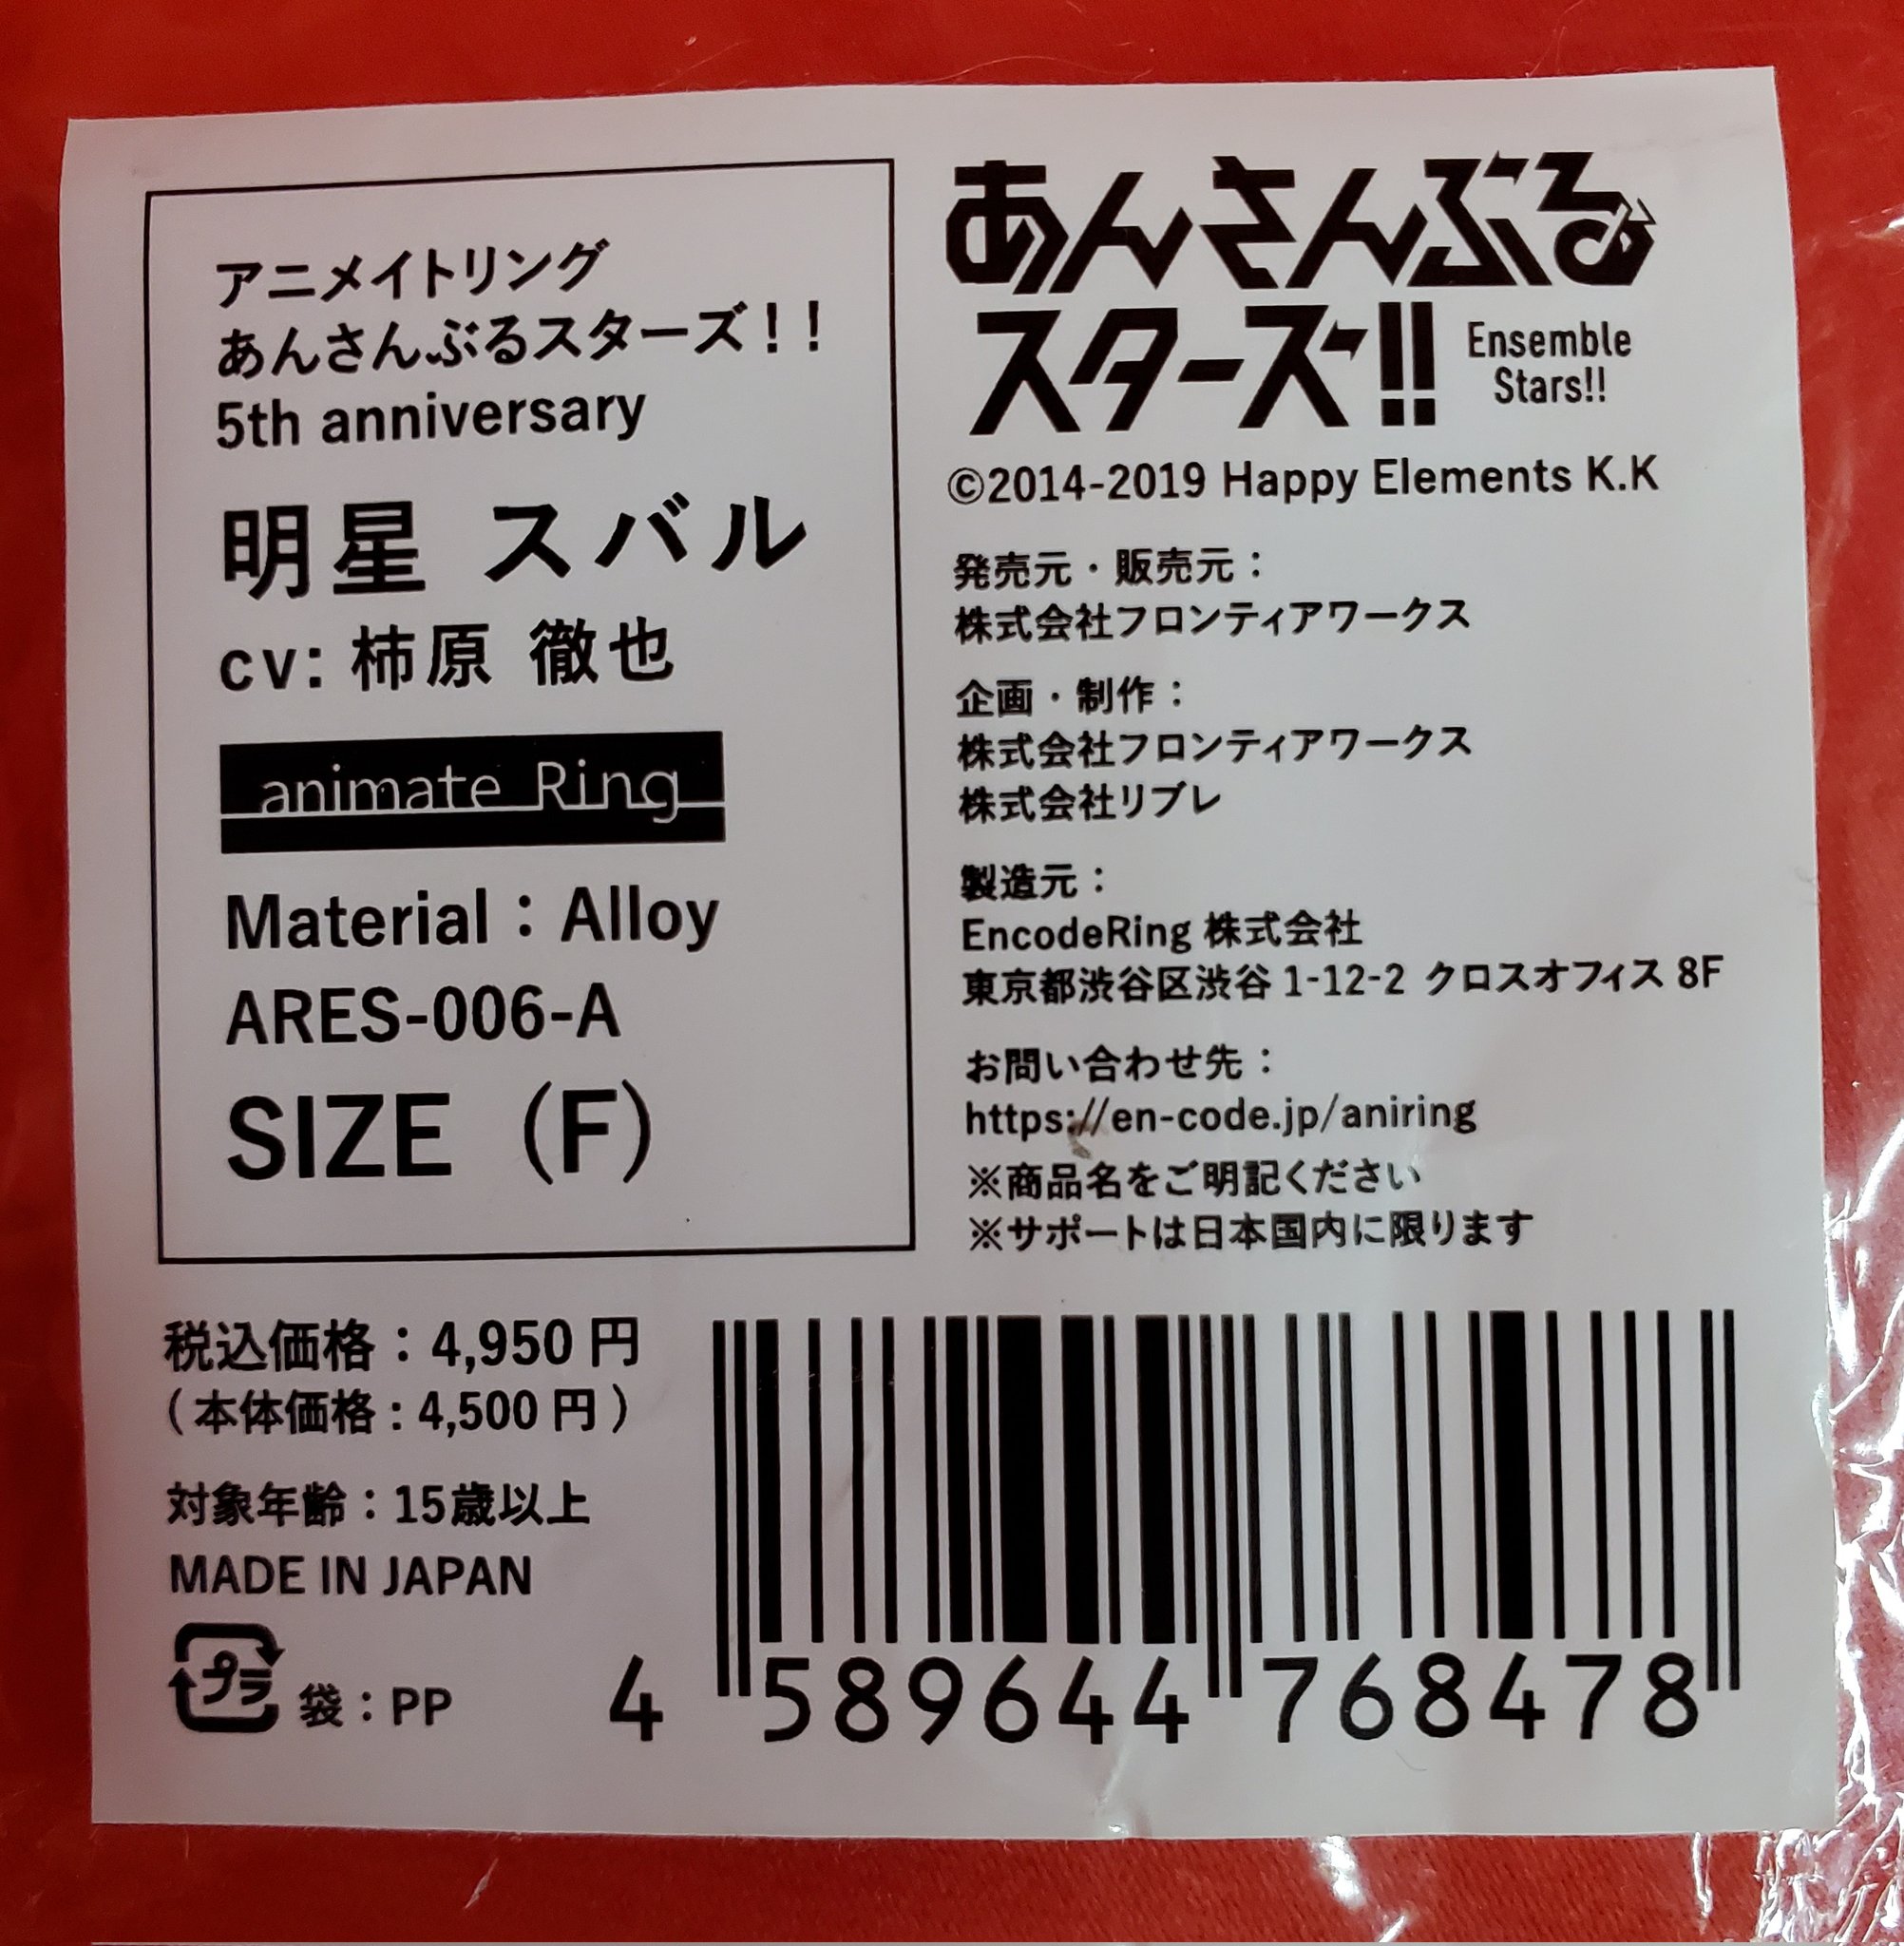 アニメイトリング
あんさんぶるスターズ！！
5th anniversary
明星 スバル
cv: 柿原 徹也
animate Ring
Material：Alloy
ARES-006-A
SIZE (F)
あんさんぶる
スターズ!!
Ensemble
Stars!!
©2014-2019 Happy Elements K.K
発売元・販売元：
株式会社フロンティアワークス
企画・制作：
株式会社フロンティアワークス
株式会社リブレ
製造元：
EncodeRing 株式会社
東京都渋谷区渋谷 1-12-2 クロスオフィス 8F
お問い合わせ先：
https://en-code.jp/aniring
※商品名をご明記ください
※サポートは日本国内に限ります
税込価格：4,950 円
（本体価格：4,500 円）
対象年齢：15歳以上
MADE IN JAPAN
プラ
袋：PP
4 589644 768478